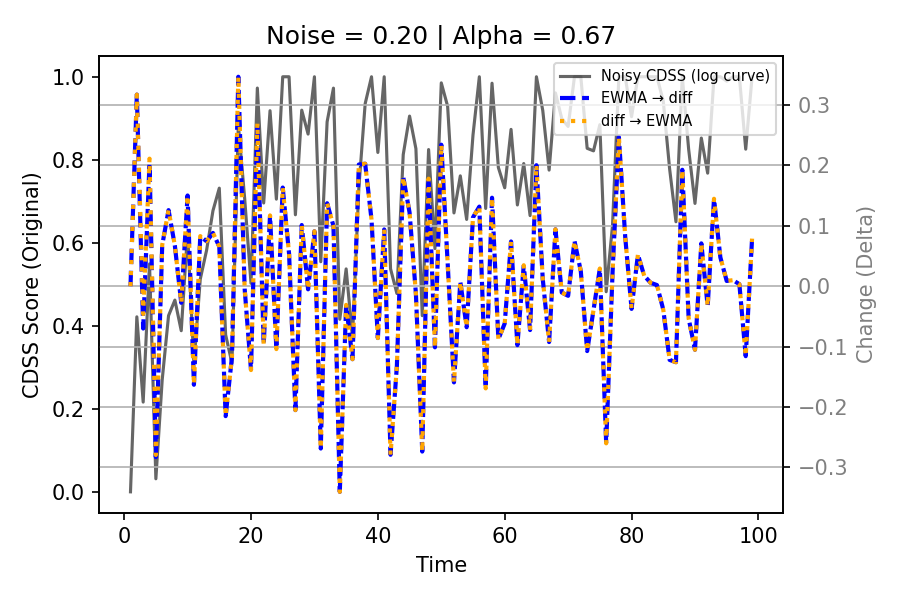 Noise = 0.20 | Alpha = 0.67
Noisy CDSS (log curve)
EWMA → diff
diff → EWMA
CDSS Score (Original)
1.0
0.8
0.6
0.4
0.2
0.0
0.3
0.2
0.1
0.0
−0.1
−0.2
−0.3
Change (Delta)
0 20 40 60 80 100
Time